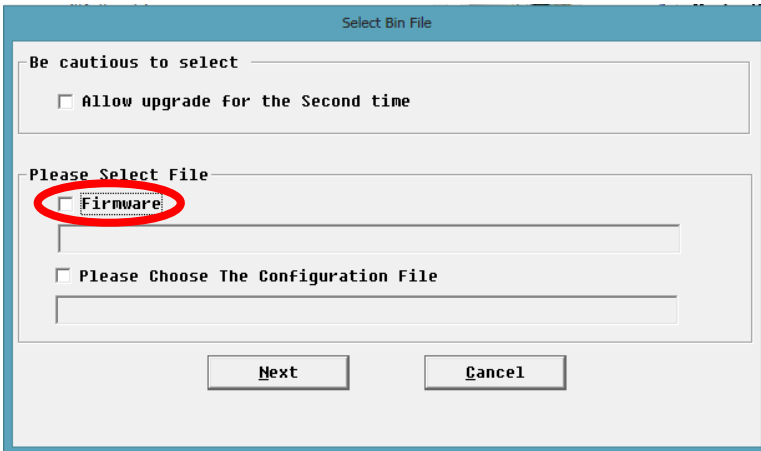 Select Bin File
Be cautious to select
Allow upgrade for the Second time
Please Select File
Firmware
Please Choose The Configuration File
Next
Cancel